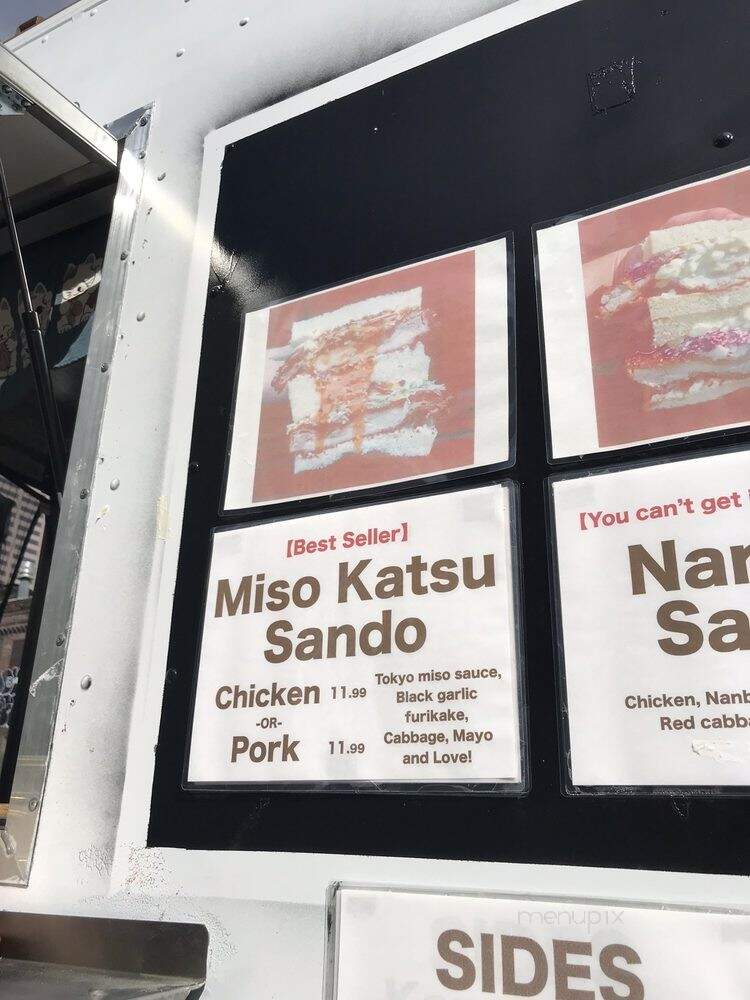 【Best Seller】
Miso Katsu
Sando
Chicken 11.99
-OR-
Pork 11.99
Tokyo miso sauce,
Black garlic
furikake,
Cabbage, Mayo
and Love!
【You can't get
Nan
Sa
Chicken, Nanb
Red cabba
menupix
SIDES